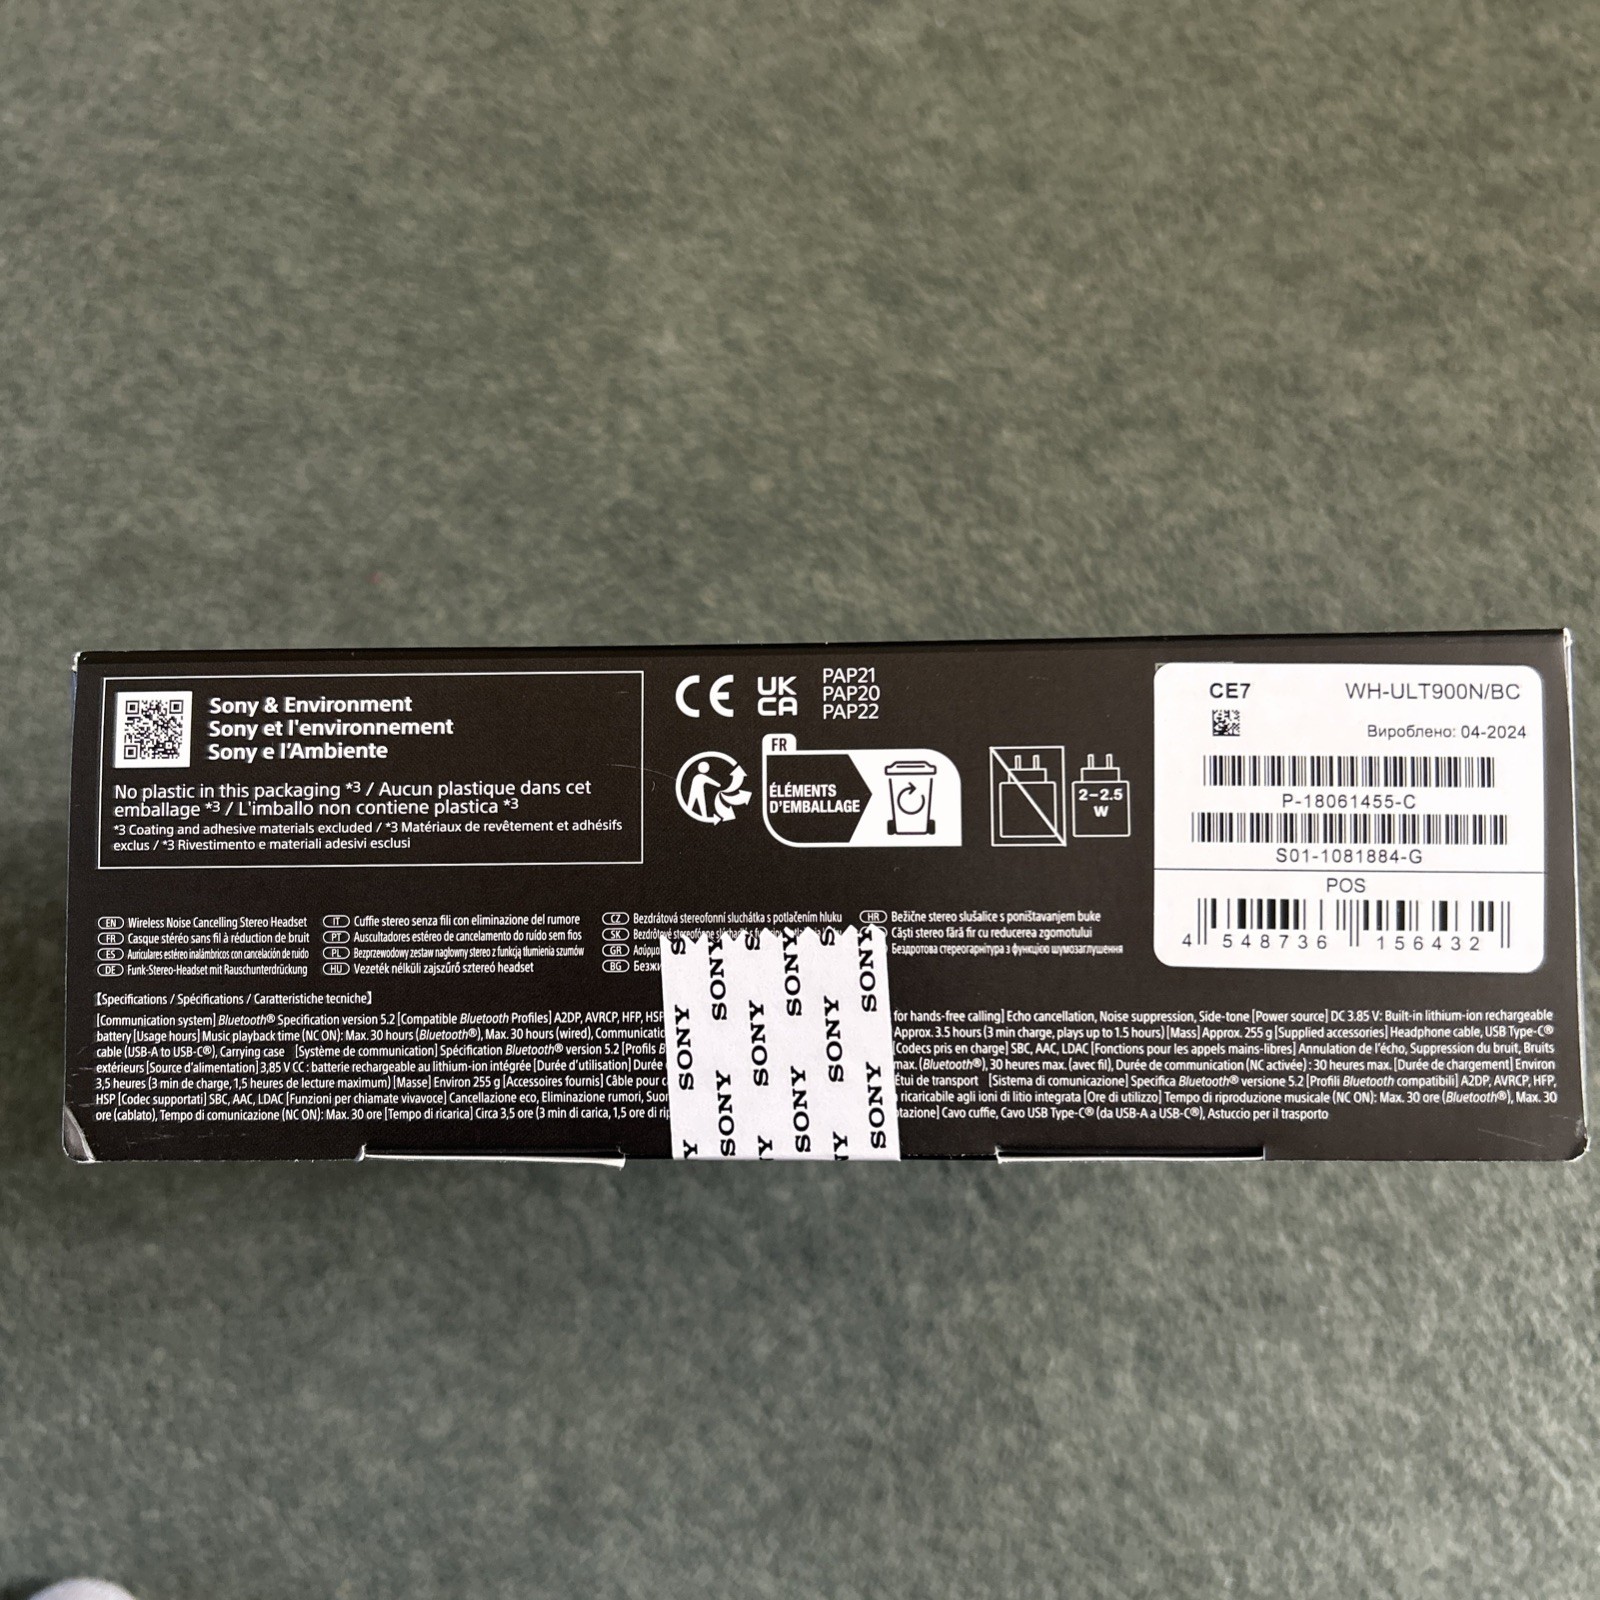 Sony & Environment
Sony et l'environnement
Sony e l'Ambiente
No plastic in this packaging *3 / Aucun plastique dans cet
emballage *3 / L'imballo non contiene plastica *3
*3 Coating and adhesive materials excluded / *3 Matériaux de revêtement et adhésifs
exclus / *3 Rivestimento e materiali adesivi esclusi
CE
UK
CA
PAP21
PAP20
PAP22
FR
ÉLÉMENTS
D'EMBALLAGE
2–2.5
W
CE7
WH-ULT900N/BC
Вироблено: 04-2024
P-18061455-C
S01-1081884-G
POS
4 548736 156432
EN Wireless Noise Cancelling Stereo Headset
FR Casque stéréo sans fil à réduction de bruit
ES Auriculares estéreo inalámbricos con cancelación de ruido
DE Funk-Stereo-Headset mit Rauschunterdrückung
IT Cuffie stereo senza fili con eliminazione del rumore
PT Auscultadores estéreo de cancelamento do ruído sem fios
PL Bezprzewodowy zestaw nagłowny stereo z funkcją tłumienia szumów
HU Vezeték nélküli zajszűrő sztereó headset
CZ Bezdrátová stereofonní sluchátka s potlačením hluku
SK Bezdrôtové stereofónne
GR
BG
HR Bežične stereo slušalice s poništavanjem buke
Căști stereo fără fir cu reducerea zgomotului
Бездротова стереогарнітура з функцією шумозаглушення
【Specifications / Spécifications / Caratteristiche tecniche】
[Communication system] Bluetooth® Specification version 5.2 [Compatible Bluetooth Profiles] A2DP, AVRCP, HFP, HSP for hands-free calling] Echo cancellation, Noise suppression, Side-tone [Power source] DC 3.85 V: Built-in lithium-ion rechargeable
battery [Usage hours] Music playback time (NC ON): Max. 30 hours (Bluetooth®), Max. 30 hours (wired), Approx. 3.5 hours (3 min charge, plays up to 1.5 hours) [Mass] Approx. 255 g [Supplied accessories] Headphone cable, USB Type-C®
cable (USB-A to USB-C®), Carrying case [Système de communication] Spécification Bluetooth® version 5.2 [Profils [Codecs pris en charge] SBC, AAC, LDAC [Fonctions pour les appels mains-libres] Annulation de l'écho, Suppression du bruit, Bruits
extérieurs [Source d'alimentation] 3,85 V CC : batterie rechargeable au lithium-ion intégrée [Durée d'utilisation] Durée max. (Bluetooth®), 30 heures max. (avec fil), Durée de communication (NC activée) : 30 heures max. [Durée de chargement] Environ
3,5 heures (3 min de charge, 1,5 heures de lecture maximum) [Masse] Environ 255 g [Accessoires fournis] Câble pour Étui de transport [Sistema di comunicazione] Specifica Bluetooth® versione 5.2 [Profili Bluetooth compatibili] A2DP, AVRCP, HFP,
HSP [Codec supportati] SBC, AAC, LDAC [Funzioni per chiamate vivavoce] Cancellazione eco, Eliminazione rumori, ricaricabile agli ioni di litio integrata [Ore di utilizzo] Tempo di riproduzione musicale (NC ON): Max. 30 ore (Bluetooth®), Max. 30
ore (cablato), Tempo di comunicazione (NC ON): Max. 30 ore [Tempo di ricarica] Circa 3,5 ore (3 min di carica, 1,5 ore di Cavo cuffie, Cavo USB Type-C® (da USB-A a USB-C®), Astuccio per il trasporto
SONY
SONY
SONY
SONY
SONY
SONY
SONY
SONY
SONY
SONY
SONY